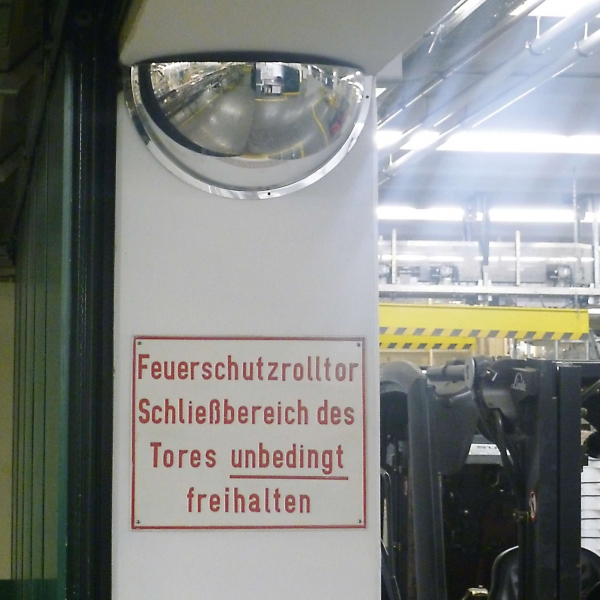 Feuerschutzrolltor
Schließbereich des
Tores unbedingt
freihalten